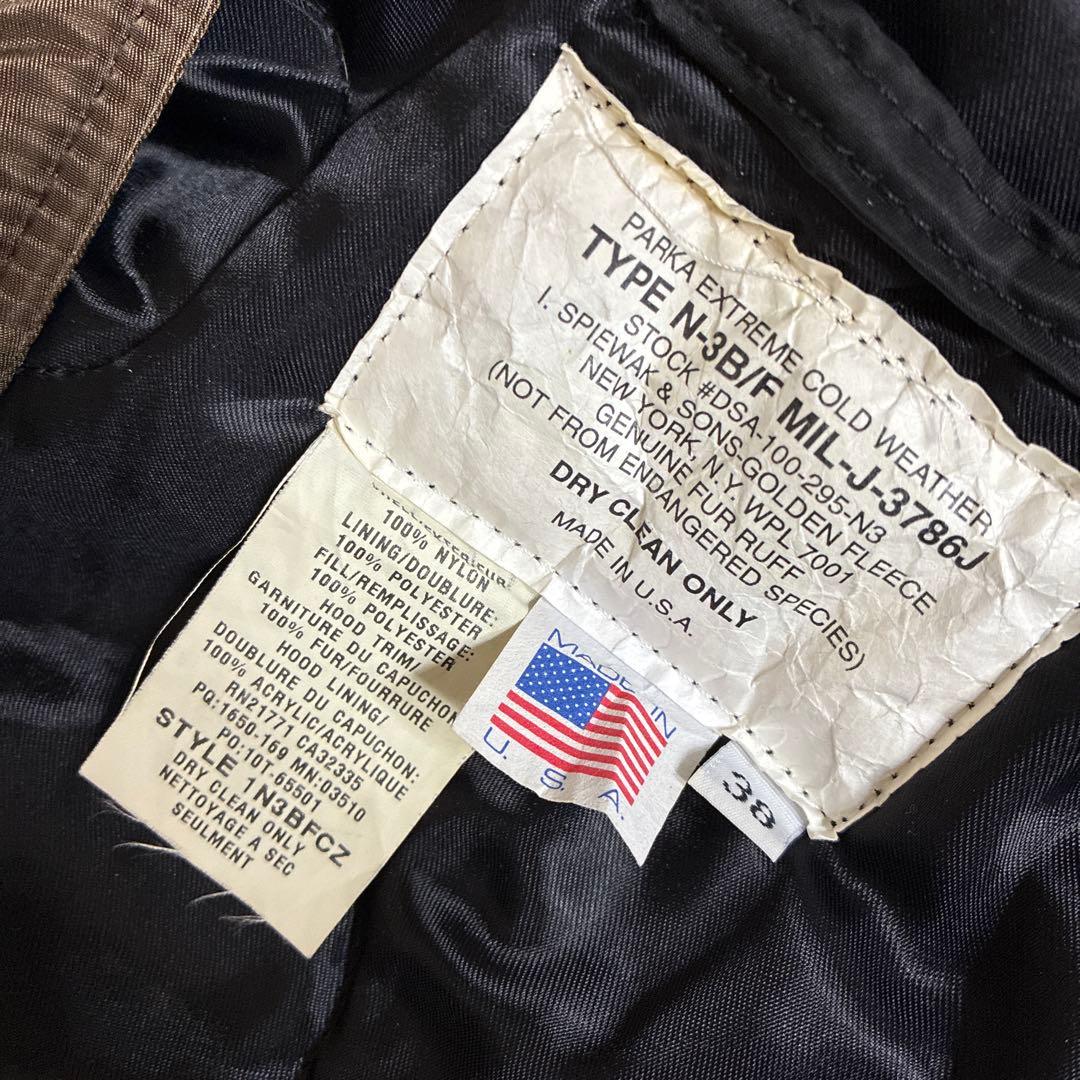 PARKA EXTREME COLD WEATHER
TYPE N-3B/F MIL-J-3786J
STOCK #DSA-100-295-N3
I. SPIEWAK & SONS-GOLDEN FLEECE
NEW YORK, N.Y. WPL 7001
GENUINE FUR RUFF
(NOT FROM ENDANGERED SPECIES)
DRY CLEAN ONLY
MADE IN U.S.A.
100% NYLON
LINING/DOUBLURE:
100% POLYESTER
FILL/REMPLISSAGE:
100% POLYESTER
HOOD TRIM/
GARNITURE DU CAPUCHON
100% FUR/FOURRURE
HOOD LINING/
DOUBLURE DU CAPUCHON:
100% ACRYLIC/ACRYLIQUE
RN21771 CA32335
PQ:1650-169 MN:03510
PO:10T-65501
STYLE 1N3BFCZ
DRY CLEAN ONLY
NETTOYAGE A SEC
SEULMENT
MADE IN
U. S. A.
38